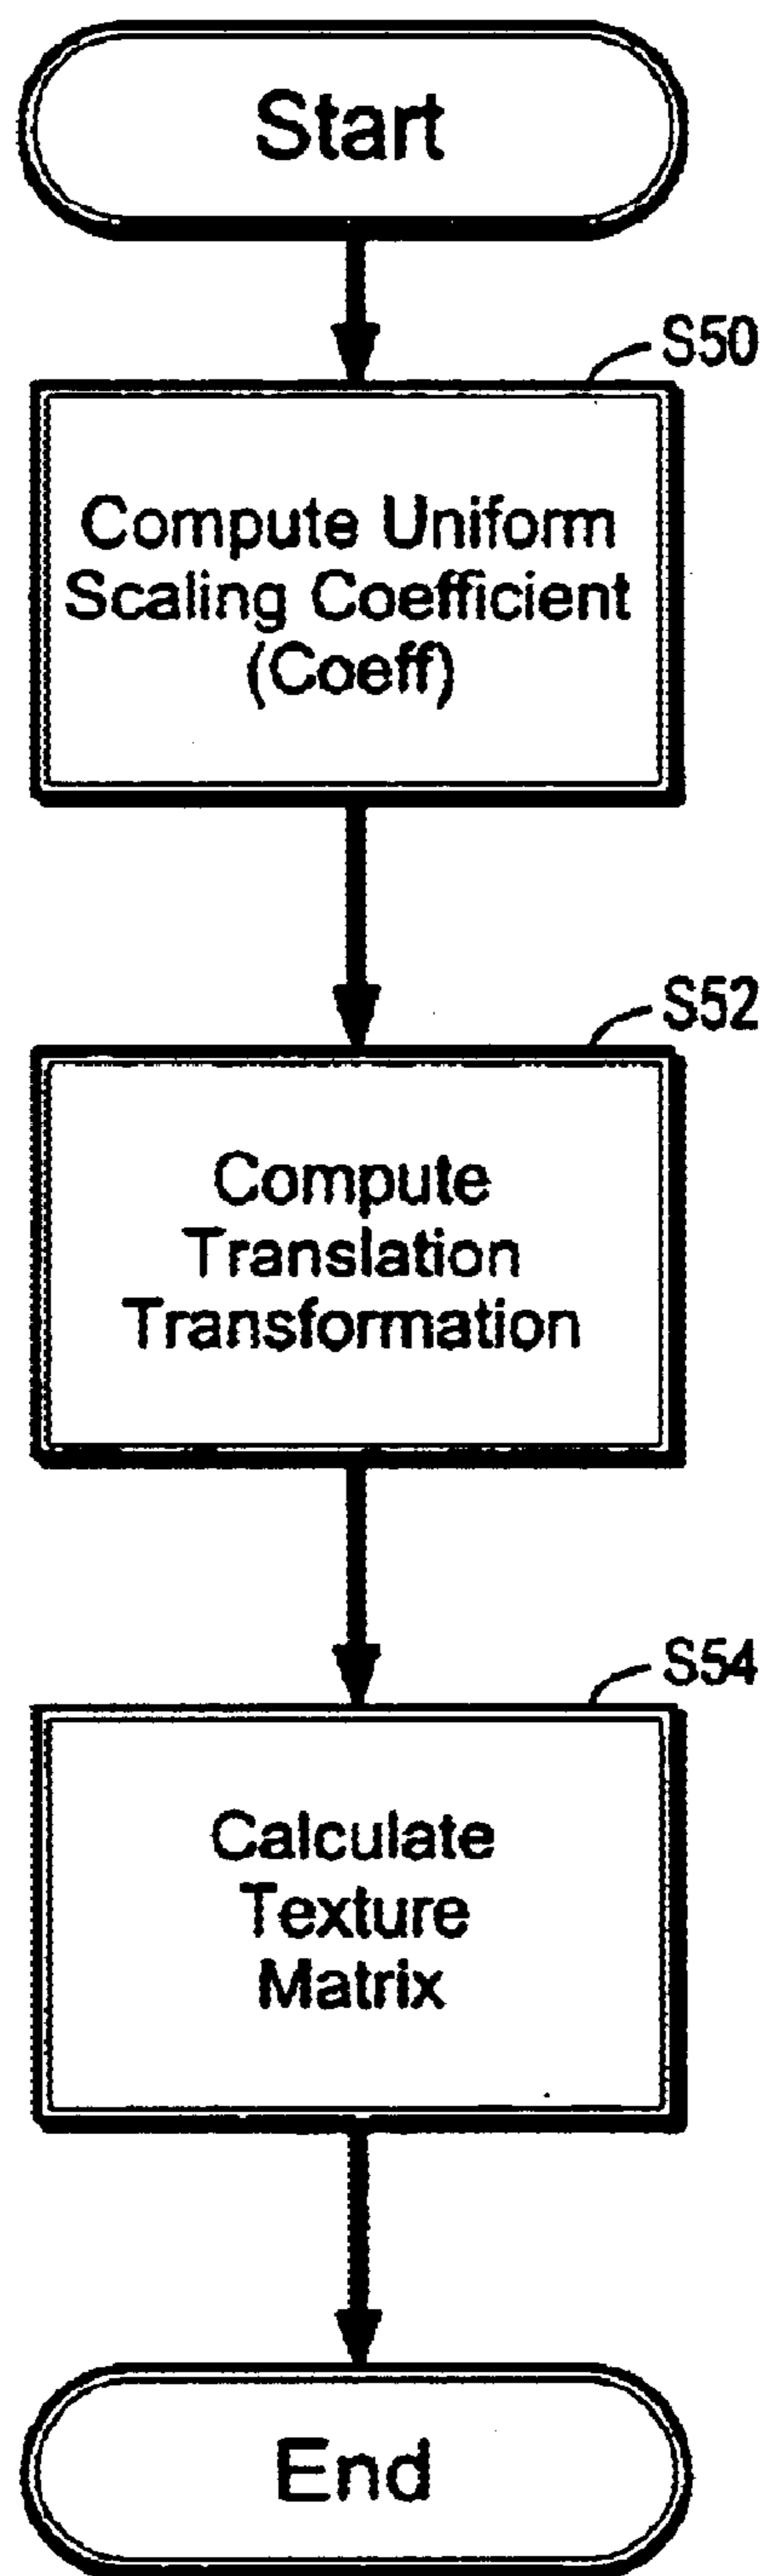 Start
S50
Compute Uniform
Scaling Coefficient
(Coeff)
S52
Compute
Translation
Transformation
S54
Calculate
Texture
Matrix
End